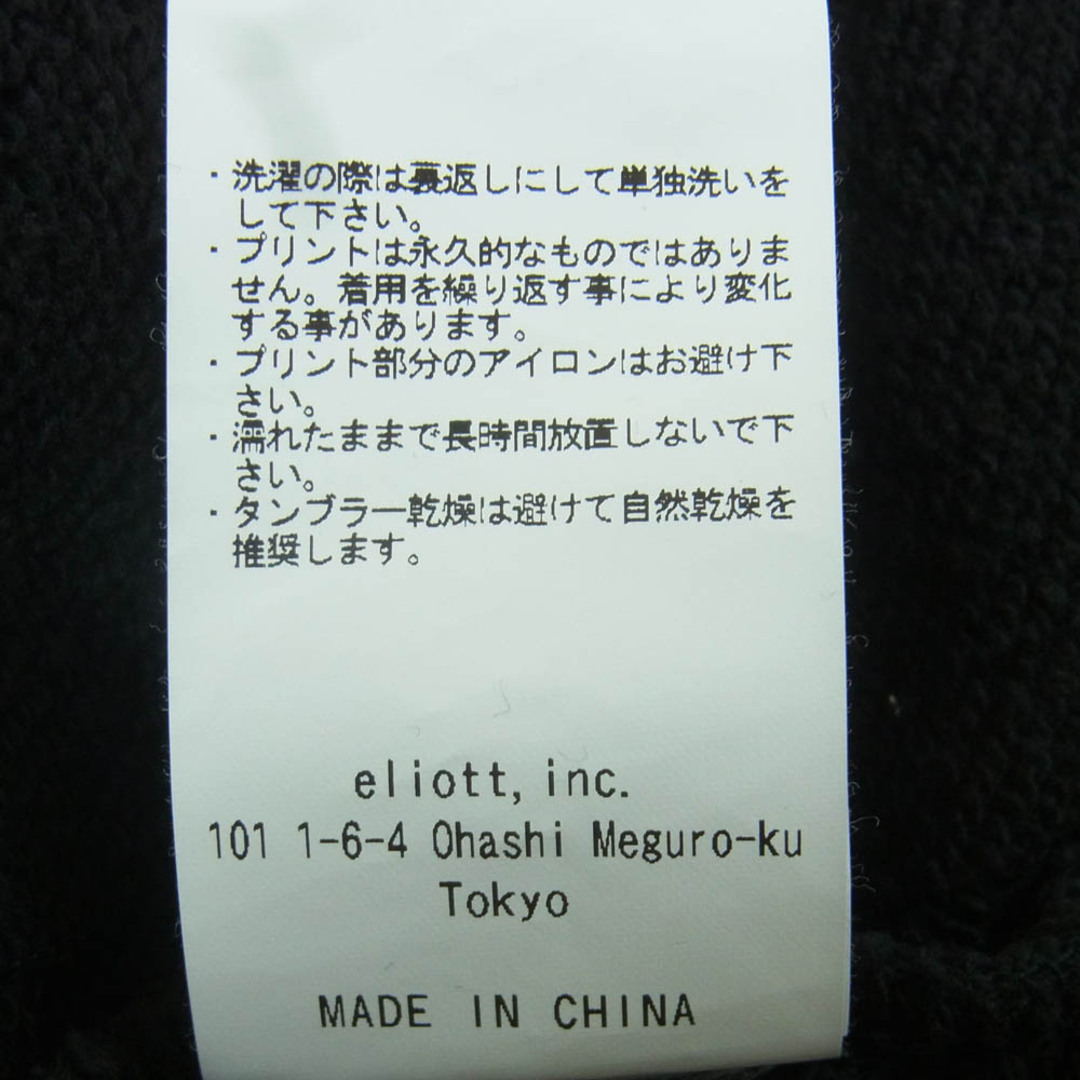 ・洗濯の際は裏返しにして単独洗いを
して下さい。
・プリントは永久的なものではありま
せん。着用を繰り返す事により変化
する事があります。
・プリント部分のアイロンはお避け下
さい。
・濡れたままで長時間放置しないで下
さい。
・タンブラー乾燥は避けて自然乾燥を
推奨します。
eliott, inc.
101 1-6-4 Ohashi Meguro-ku
Tokyo
MADE IN CHINA